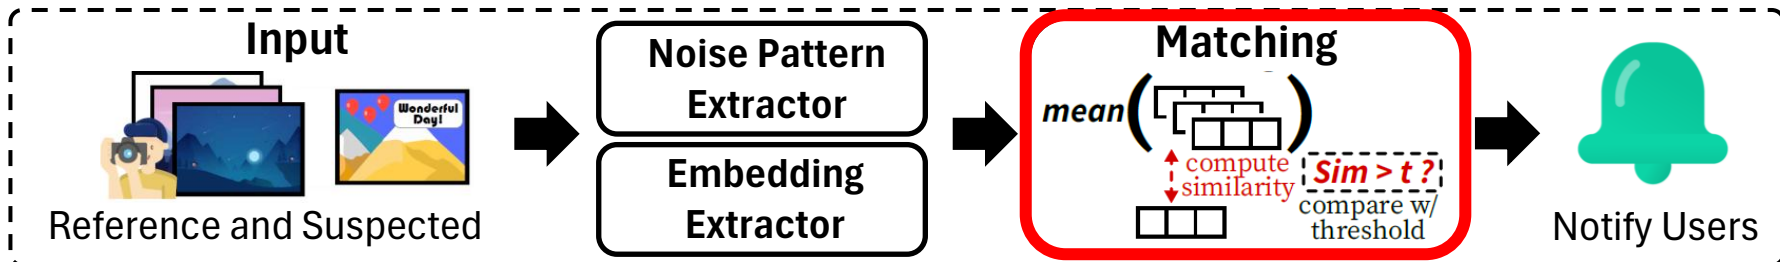 Input
Wonderful
Day!
Reference and Suspected
Noise Pattern
Extractor
Embedding
Extractor
Matching
mean( )
compute
similarity
Sim > t ?
compare w/
threshold
Notify Users